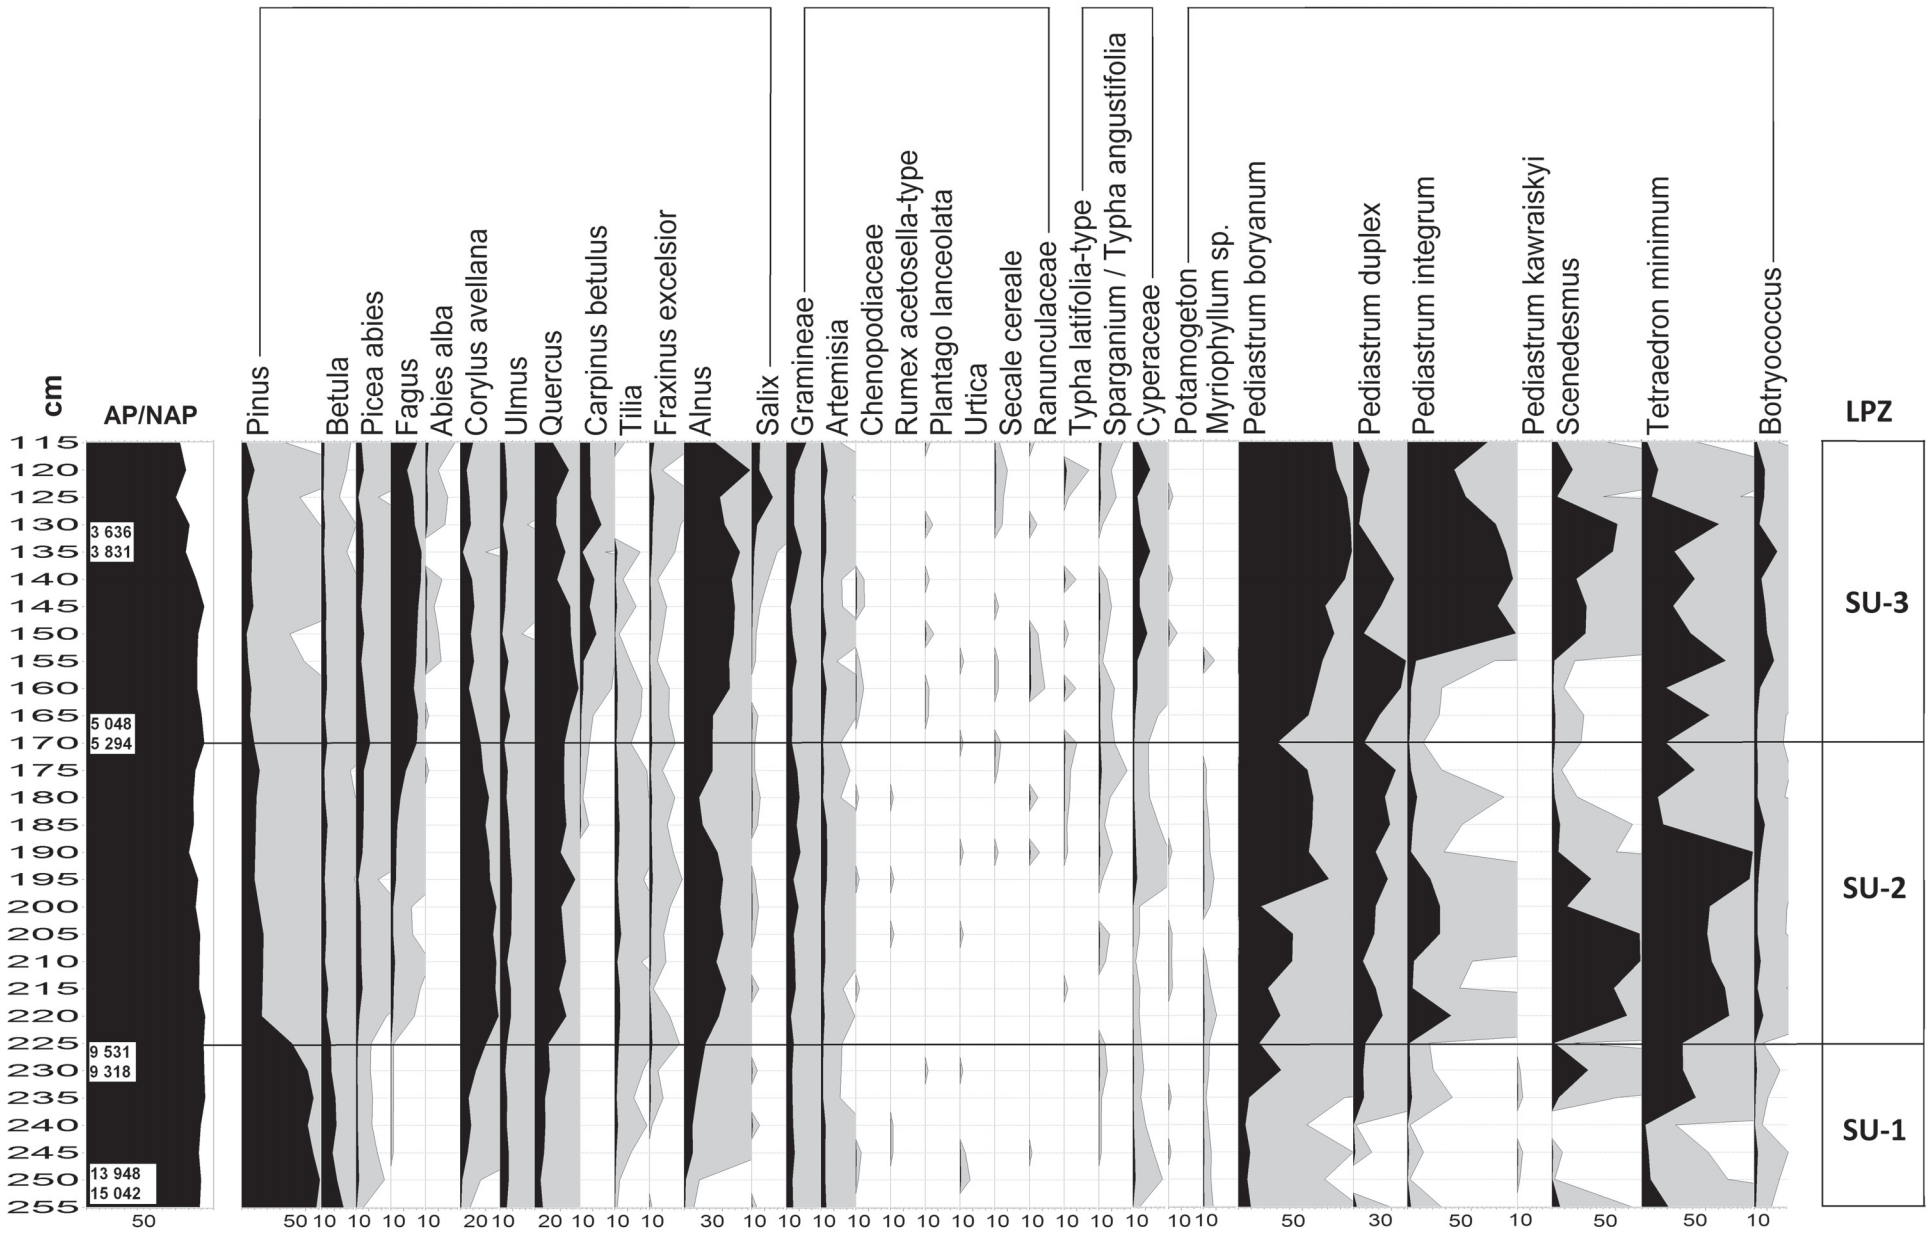 cm
AP/NAP
Pinus
Betula
Picea abies
Fagus
Abies alba
Corylus avellana
Ulmus
Quercus
Carpinus betulus
Tilia
Fraxinus excelsior
Alnus
Salix
Gramineae
Artemisia
Chenopodiaceae
Rumex acetosella-type
Plantago lanceolata
Urtica
Secale cereale
Ranunculaceae
Typha latifolia-type
Sparganium / Typha angustifolia
Cyperaceae
Potamogeton
Myriophyllum sp.
Pediastrum boryanum
Pediastrum duplex
Pediastrum integrum
Pediastrum kawraiskyi
Scenedesmus
Tetraedron minimum
Botryococcus
LPZ
115
120
125
130
135
140
145
150
155
160
165
170
175
180
185
190
195
200
205
210
215
220
225
230
235
240
245
250
255
3 636
3 831
5 048
5 294
9 531
9 318
13 948
15 042
SU-3
SU-2
SU-1
50 50 10 10 10 10 20 10 20 10 10 10 30 10 10 10 10 10 10 10 10 10 10 10 10 10 10 50 30 50 10 50 50 10